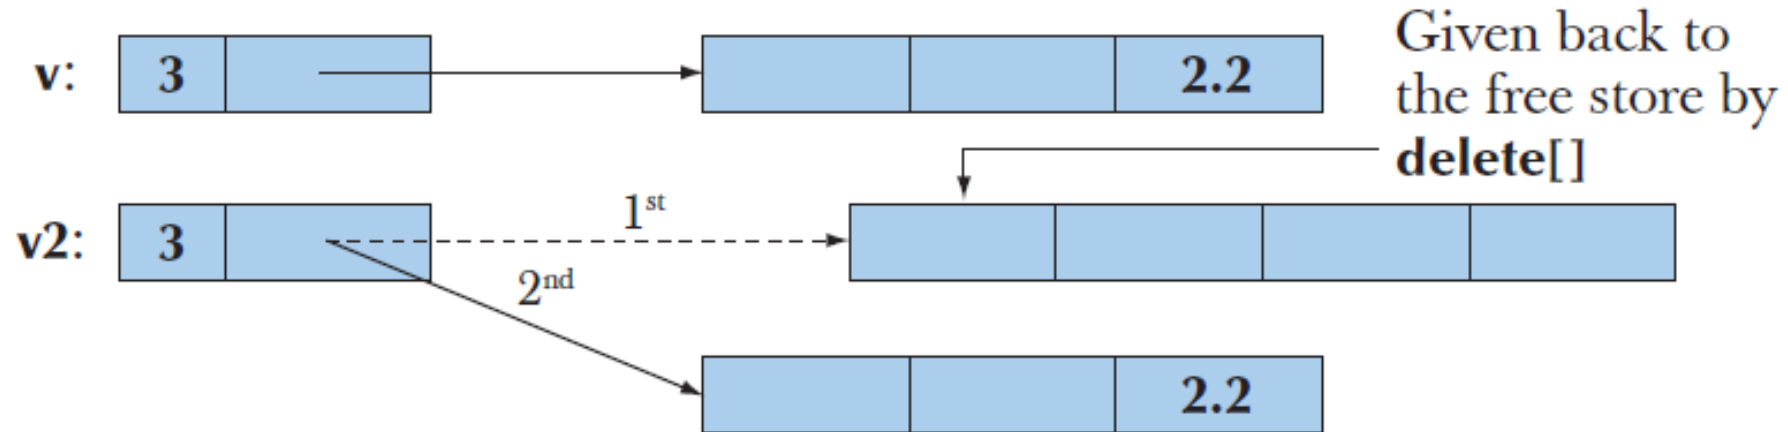 Given back to
the free store by
delete[]
v: 3 2.2
v2: 3 1st
2nd
2.2